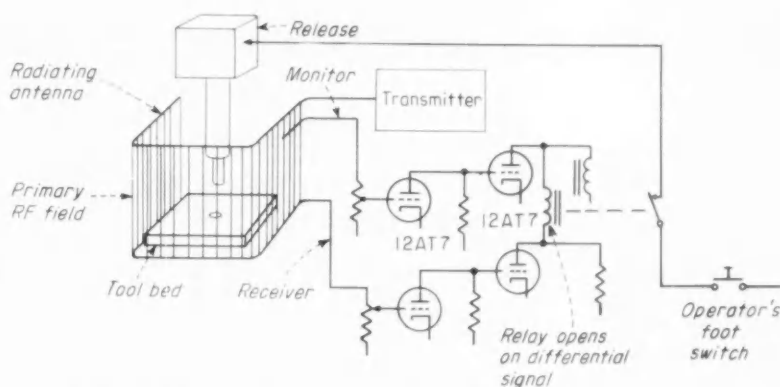 Release
Radiating
antenna
Monitor
Transmitter
Primary
RF field
12AT7
12AT7
Tool bed
Receiver
Relay opens
on differential
signal
Operator's
foot
switch